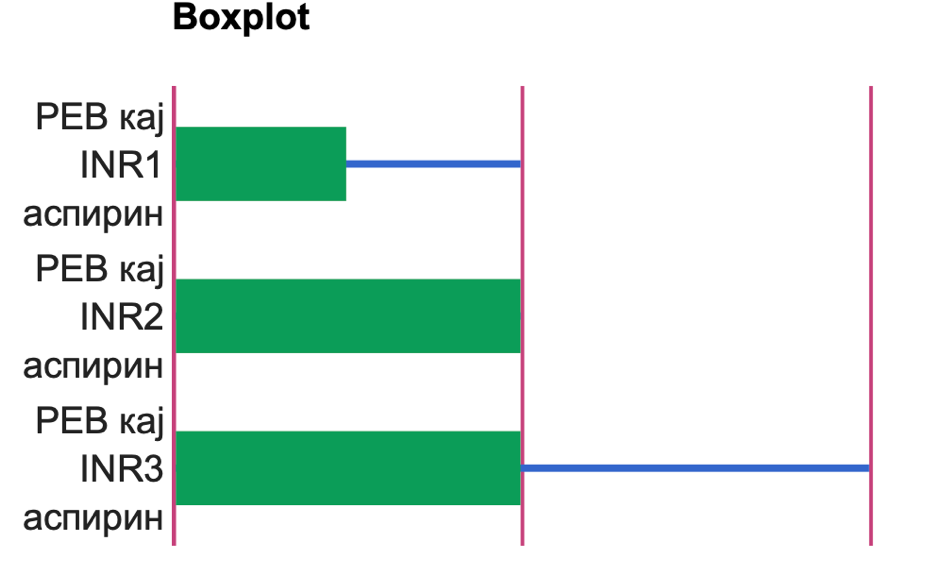 Boxplot
РЕВ кај
INR1
аспирин
РЕВ кај
INR2
аспирин
РЕВ кај
INR3
аспирин